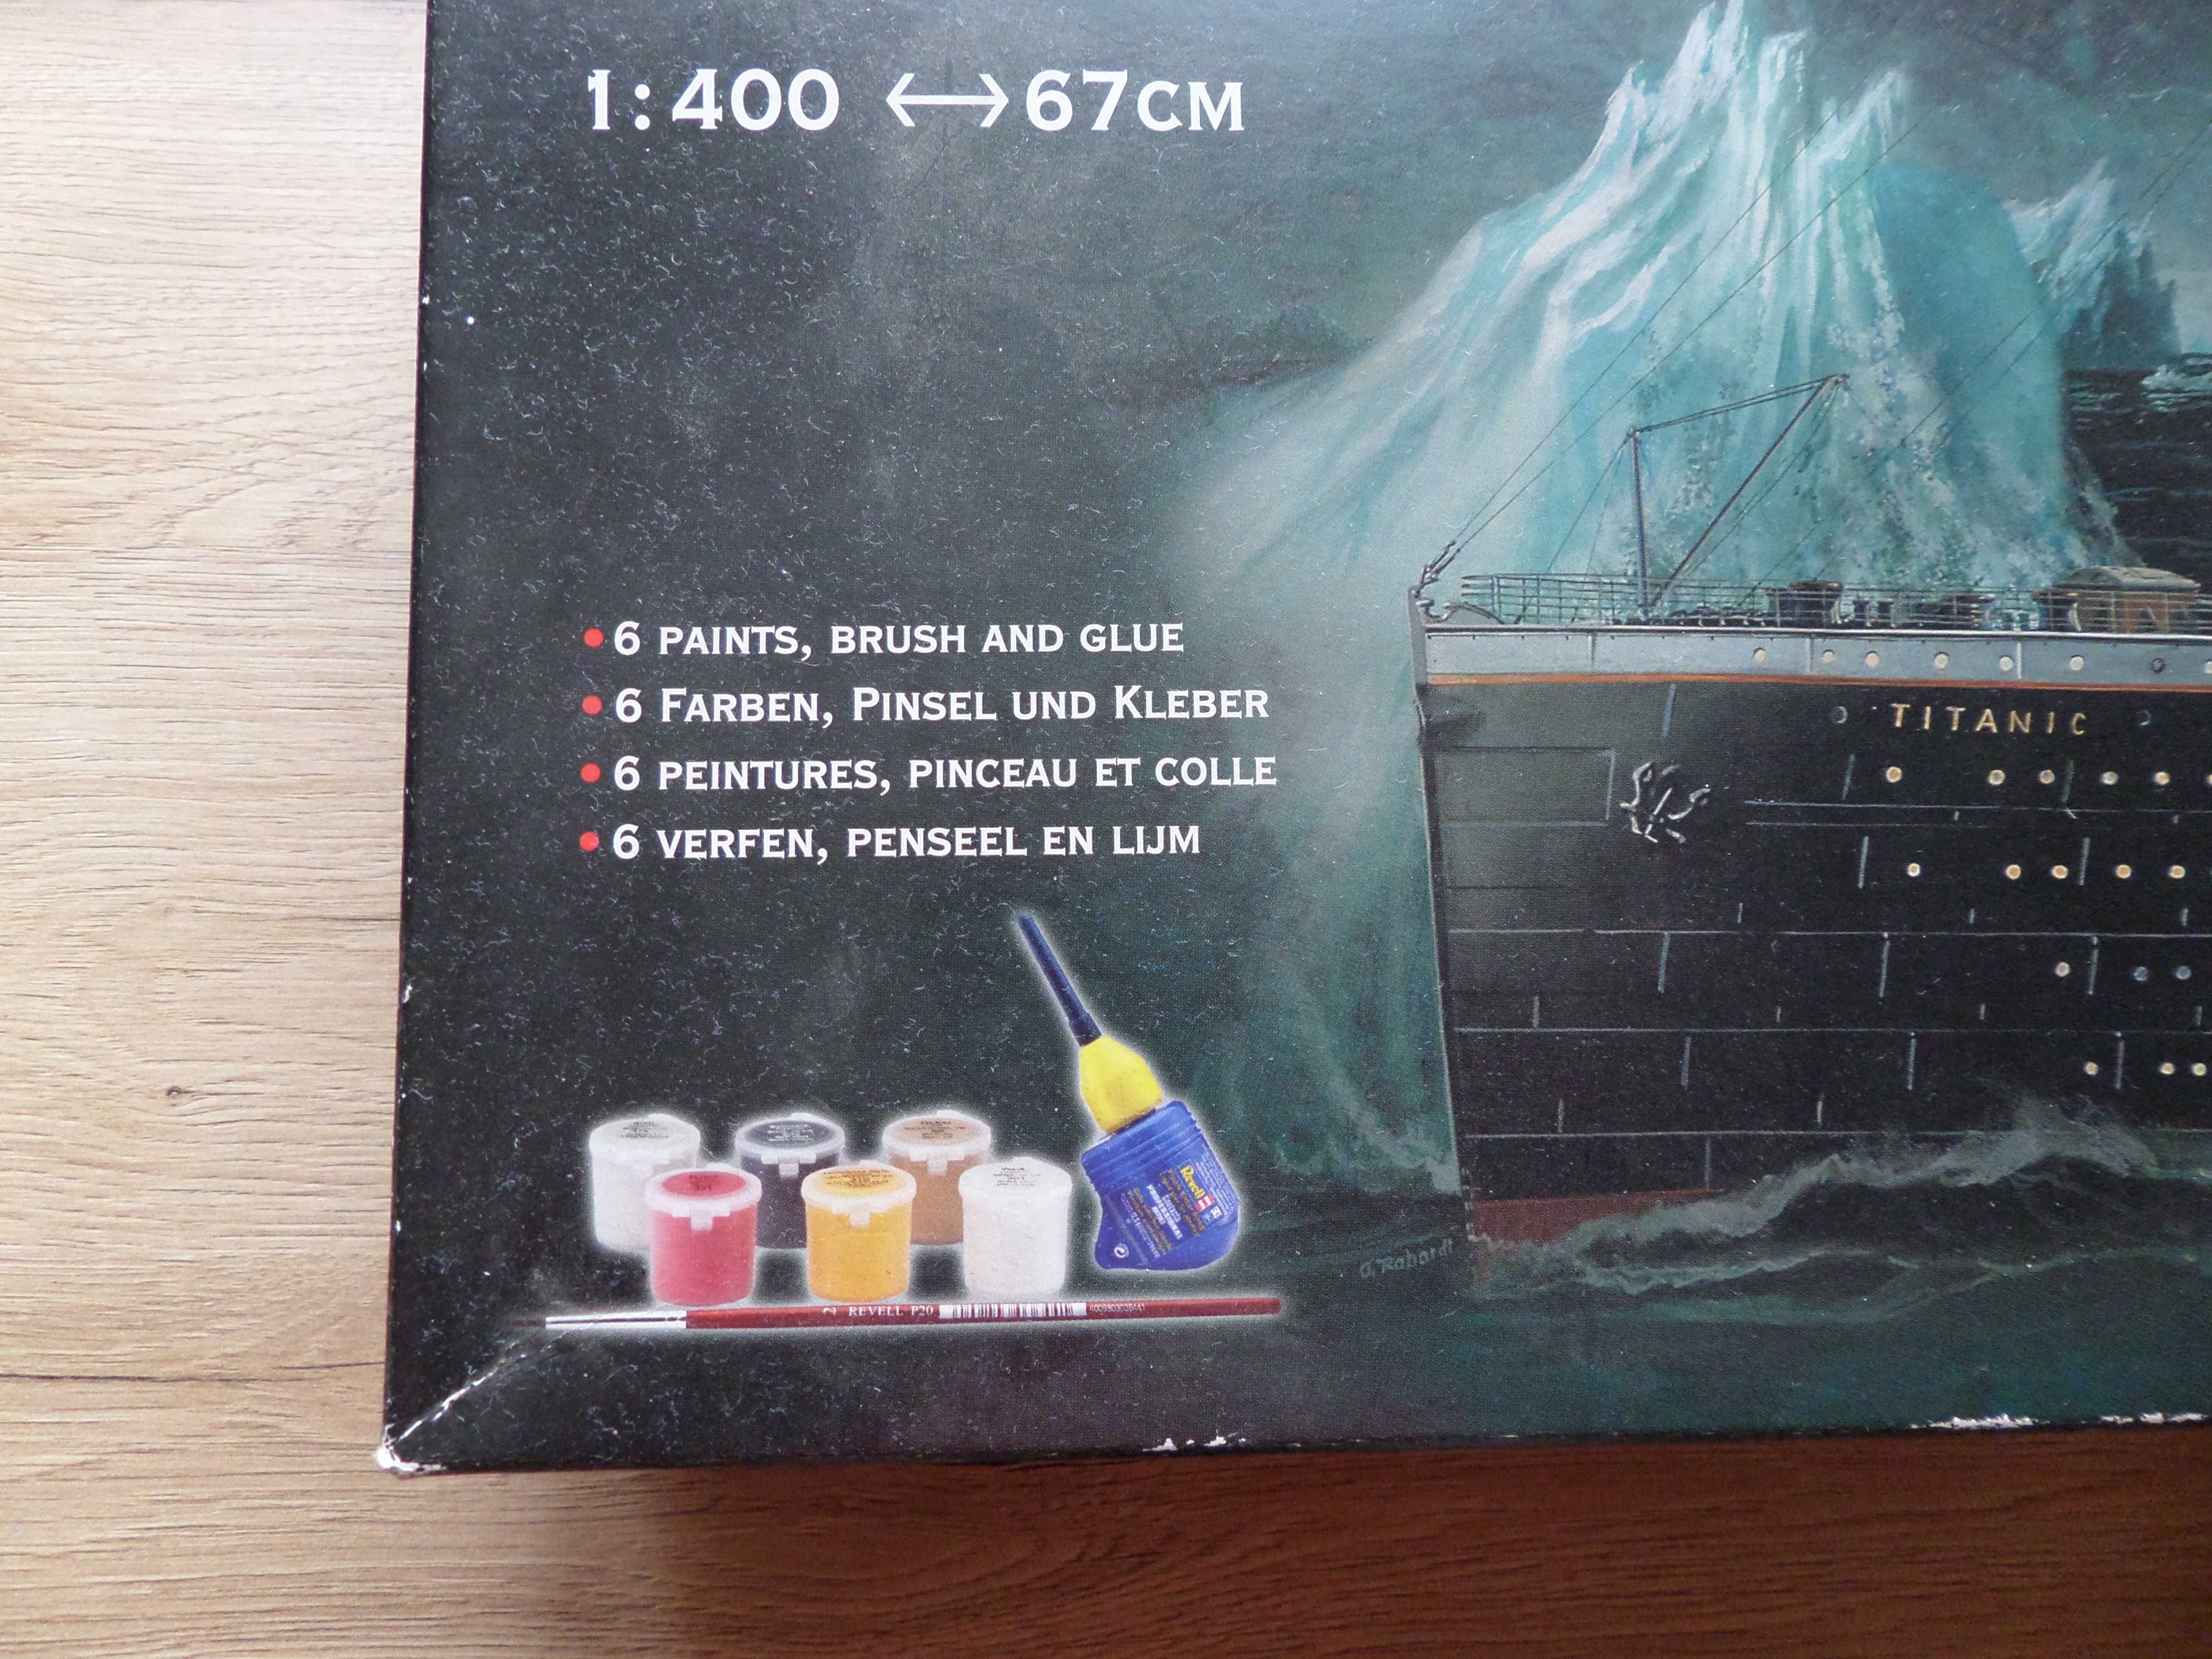 1:400 ↔ 67CM
6 PAINTS, BRUSH AND GLUE
6 FARBEN, PINSEL UND KLEBER
6 PEINTURES, PINCEAU ET COLLE
6 VERFEN, PENSEEL EN LIJM
TITANIC
Revell
2 REVELL P20